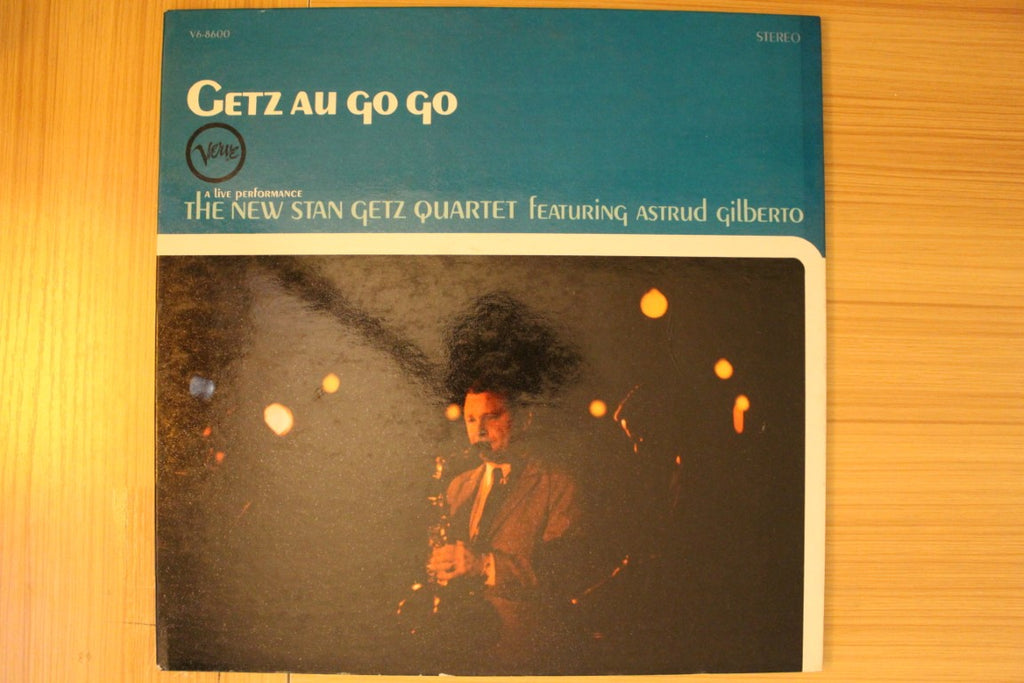 V6-8600 STEREO
GETZ AU GO GO
Verve
A live performance
THE NEW STAN GETZ QUARTET featuring ASTRUD gilberto